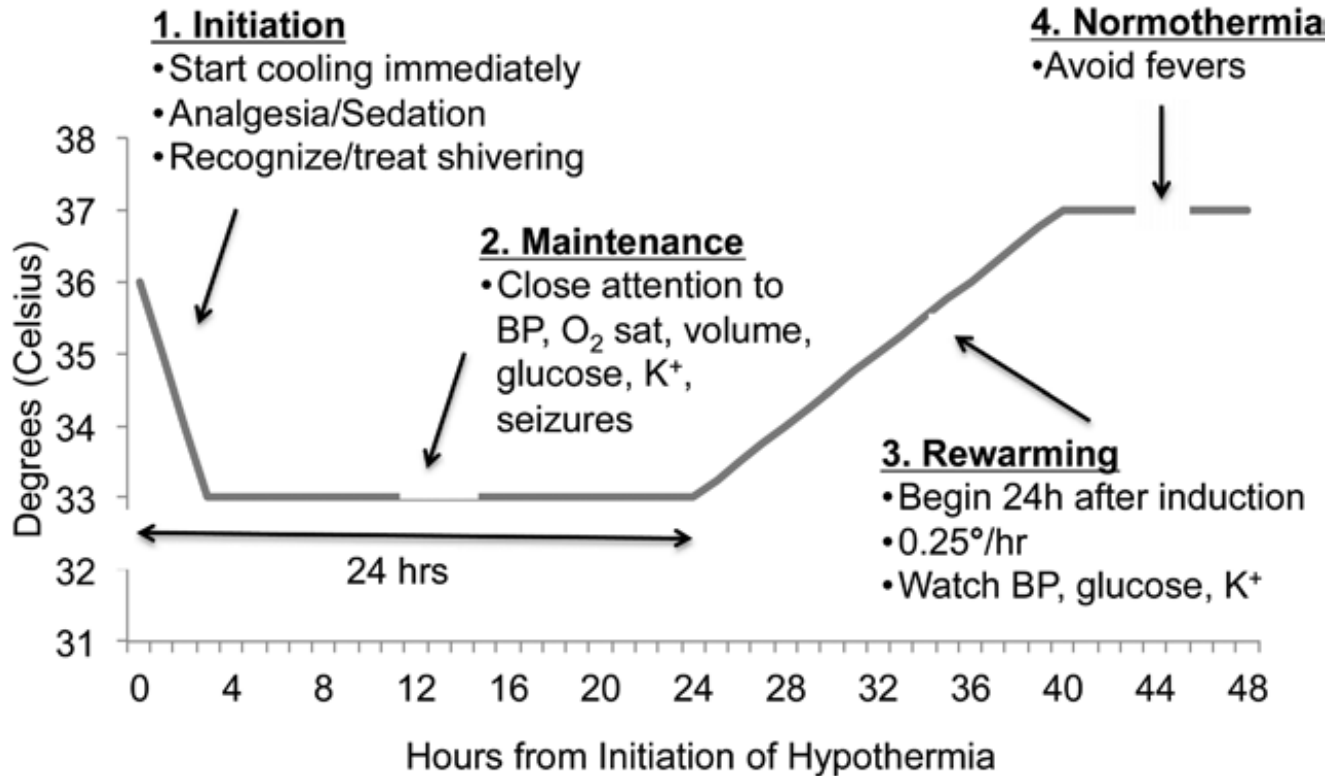 1. Initiation
•Start cooling immediately
•Analgesia/Sedation
•Recognize/treat shivering
4. Normothermia
•Avoid fevers
2. Maintenance
•Close attention to
BP, O₂ sat, volume,
glucose, K⁺,
seizures
3. Rewarming
•Begin 24h after induction
•0.25°/hr
•Watch BP, glucose, K⁺
24 hrs
Degrees (Celsius)
38
37
36
35
34
33
32
31
0 4 8 12 16 20 24 28 32 36 40 44 48
Hours from Initiation of Hypothermia